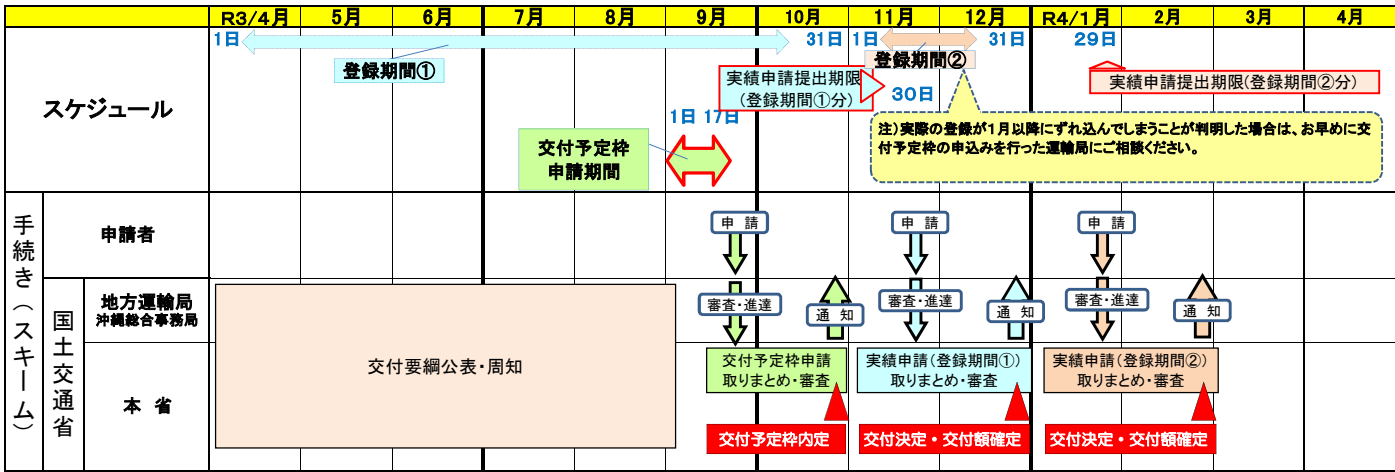 R3/4月 5月 6月 7月 8月 9月 10月 11月 12月 R4/1月 2月 3月 4月
スケジュール
1日 31日 1日 31日 29日
登録期間①
登録期間②
実績申請提出期限
(登録期間①分)
30日
実績申請提出期限(登録期間②分)
1日 17日
交付予定枠
申請期間
注）実際の登録が1月以降にずれ込んでしまうことが判明した場合は、お早めに交
付予定枠の申込みを行った運輸局にご相談ください。
手続き（スキーム）
申請者
申 請 申 請 申 請
国土交通省
地方運輸局
沖縄総合事務局
審査・進達 通 知 審査・進達 通 知 審査・進達 通 知
本 省
交付要綱公表・周知
交付予定枠申請
取りまとめ・審査
実績申請(登録期間①)
取りまとめ・審査
実績申請(登録期間②)
取りまとめ・審査
交付予定枠内定
交付決定・交付額確定
交付決定・交付額確定